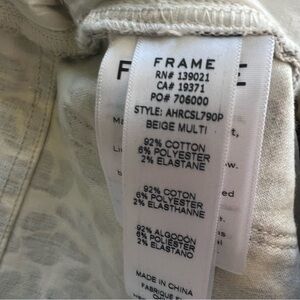 FRAME
RN# 139021
CA# 19371
PO# 706000
STYLE: AHRCSL790P
BEIGE MULTI
92% COTTON
6% POLYESTER
2% ELASTANE
92% COTON
6% POLYESTER
2% ELASTHANNE
92% ALGODÓN
6% POLIÉSTER
2% ELASTANO
MADE IN CHINA
FABRIQUÉ